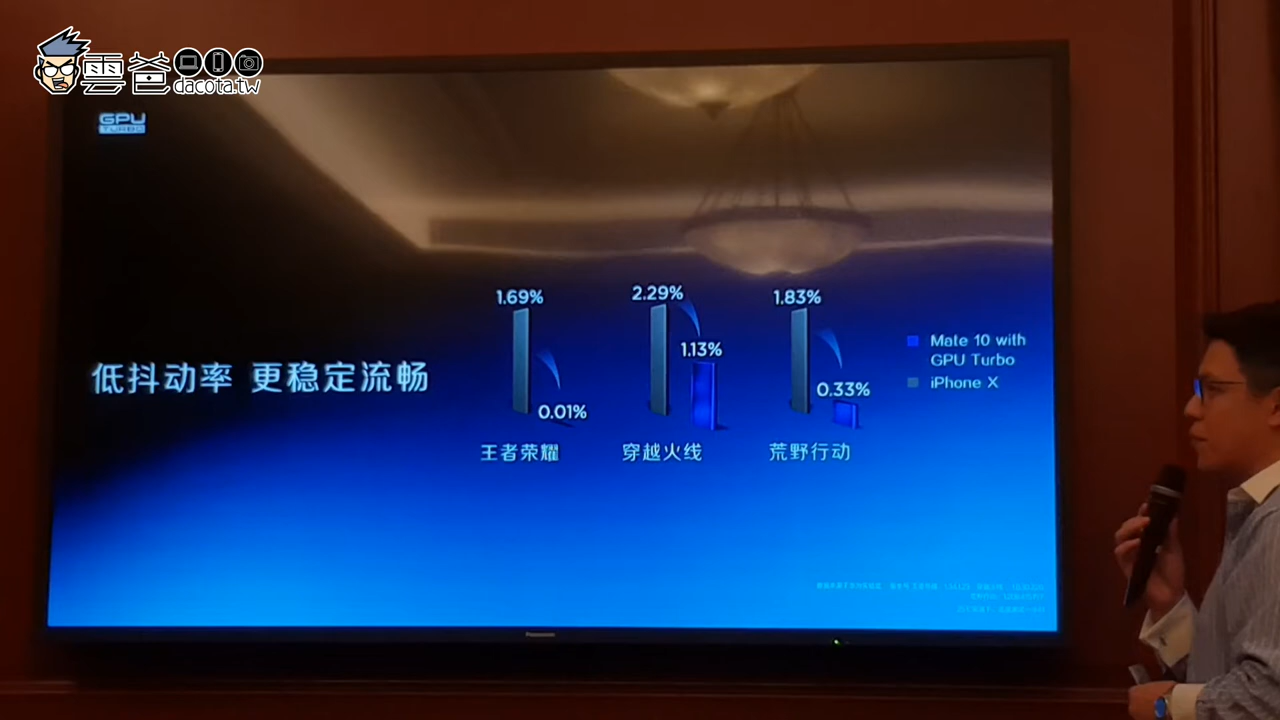 雲爸
dacota.tw
GPU
TURBO
低抖动率 更稳定流畅
1.69%
0.01%
王者荣耀
2.29%
1.13%
穿越火线
1.83%
0.33%
荒野行动
Mate 10 with
GPU Turbo
iPhone X
Panasonic